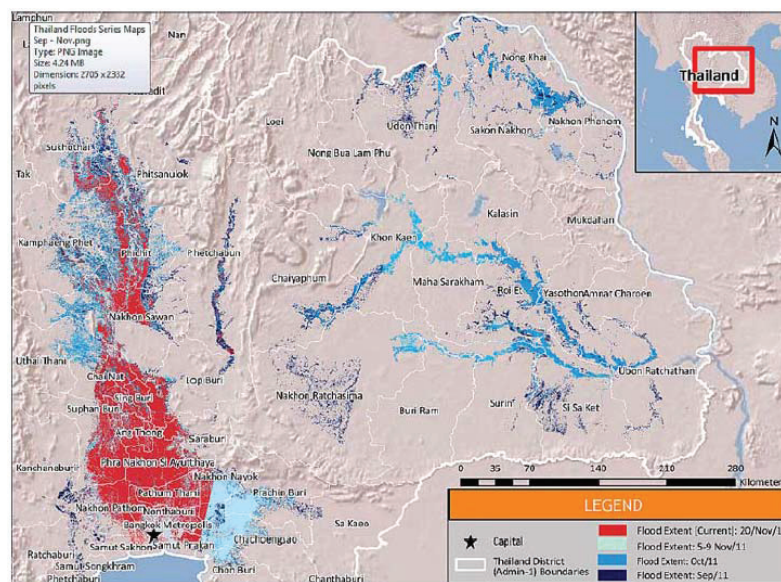 Lamphun
Thailand Floods Series Maps
Sep - Nov.png
Type: PNG Image
Size: 4.24 MB
Dimension: 2705 x 2332
pixels
Nan
Loei
Nong Khai
Udon Thani
Sakon Nakhon
Nakhon Phanom
Nong Bua Lam Phu
Thailand
N
Sukhothai
Tak
Phitsanulok
Kamphaeng Phet
Phichit
Phetchabun
Khon Kaen
Kalasin
Mukdahan
Chaiyaphum
Maha Sarakham
Roi Et
Yasothon
Amnat Charoen
Nakhon Sawan
Uthai Thani
Chai Nat
Lop Buri
Sing Buri
Suphan Buri
Ang Thong
Saraburi
Nakhon Ratchasima
Buri Ram
Surin
Si Sa Ket
Ubon Ratchathani
Kanchanaburi
Phra Nakhon Si Ayutthaya
Nakhon Nayok
Pathum Thani
Prachin Buri
Nakhon Pathom
Nonthaburi
Bangkok Metropolis
Sa Kaeo
Samut Sakhon
Samut Prakan
Chachoengsao
Ratchaburi
Samut Songkhram
Phetchaburi
Chon Buri
Chanthaburi
0 35 70 140 210 280
Kilometer
LEGEND
Capital
Thailand District
(Admin-1) Boundaries
Flood Extent (Current): 20/Nov/1
Flood Extent: 5-9 Nov/11
Flood Extent: Oct/11
Flood Extent: Sep/11